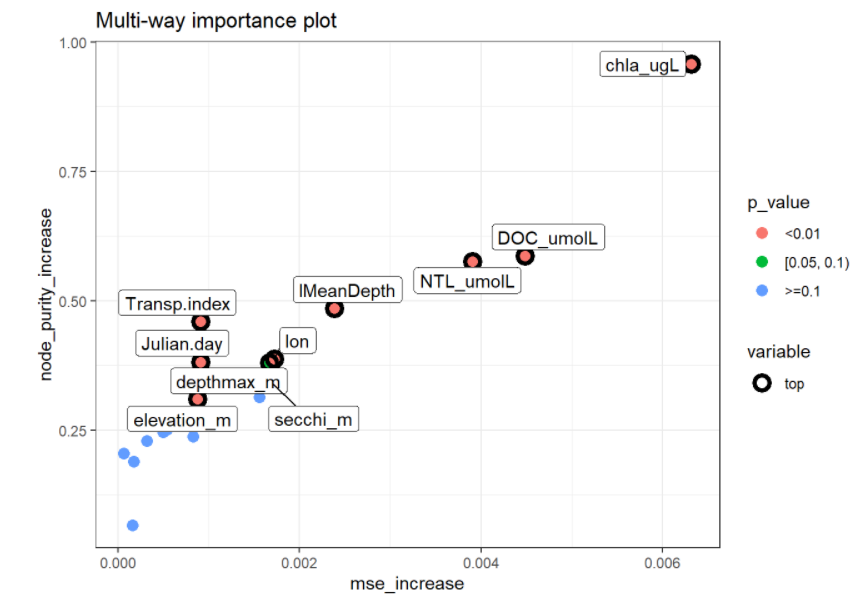 Multi-way importance plot
1.00
0.75
0.50
0.25
node_purity_increase
chla_ugL
DOC_umolL
NTL_umolL
lMeanDepth
Transp.index
Julian.day
lon
depthmax_m
elevation_m
secchi_m
0.000
0.002
0.004
0.006
mse_increase
p_value
<0.01
[0.05, 0.1)
>=0.1
variable
top